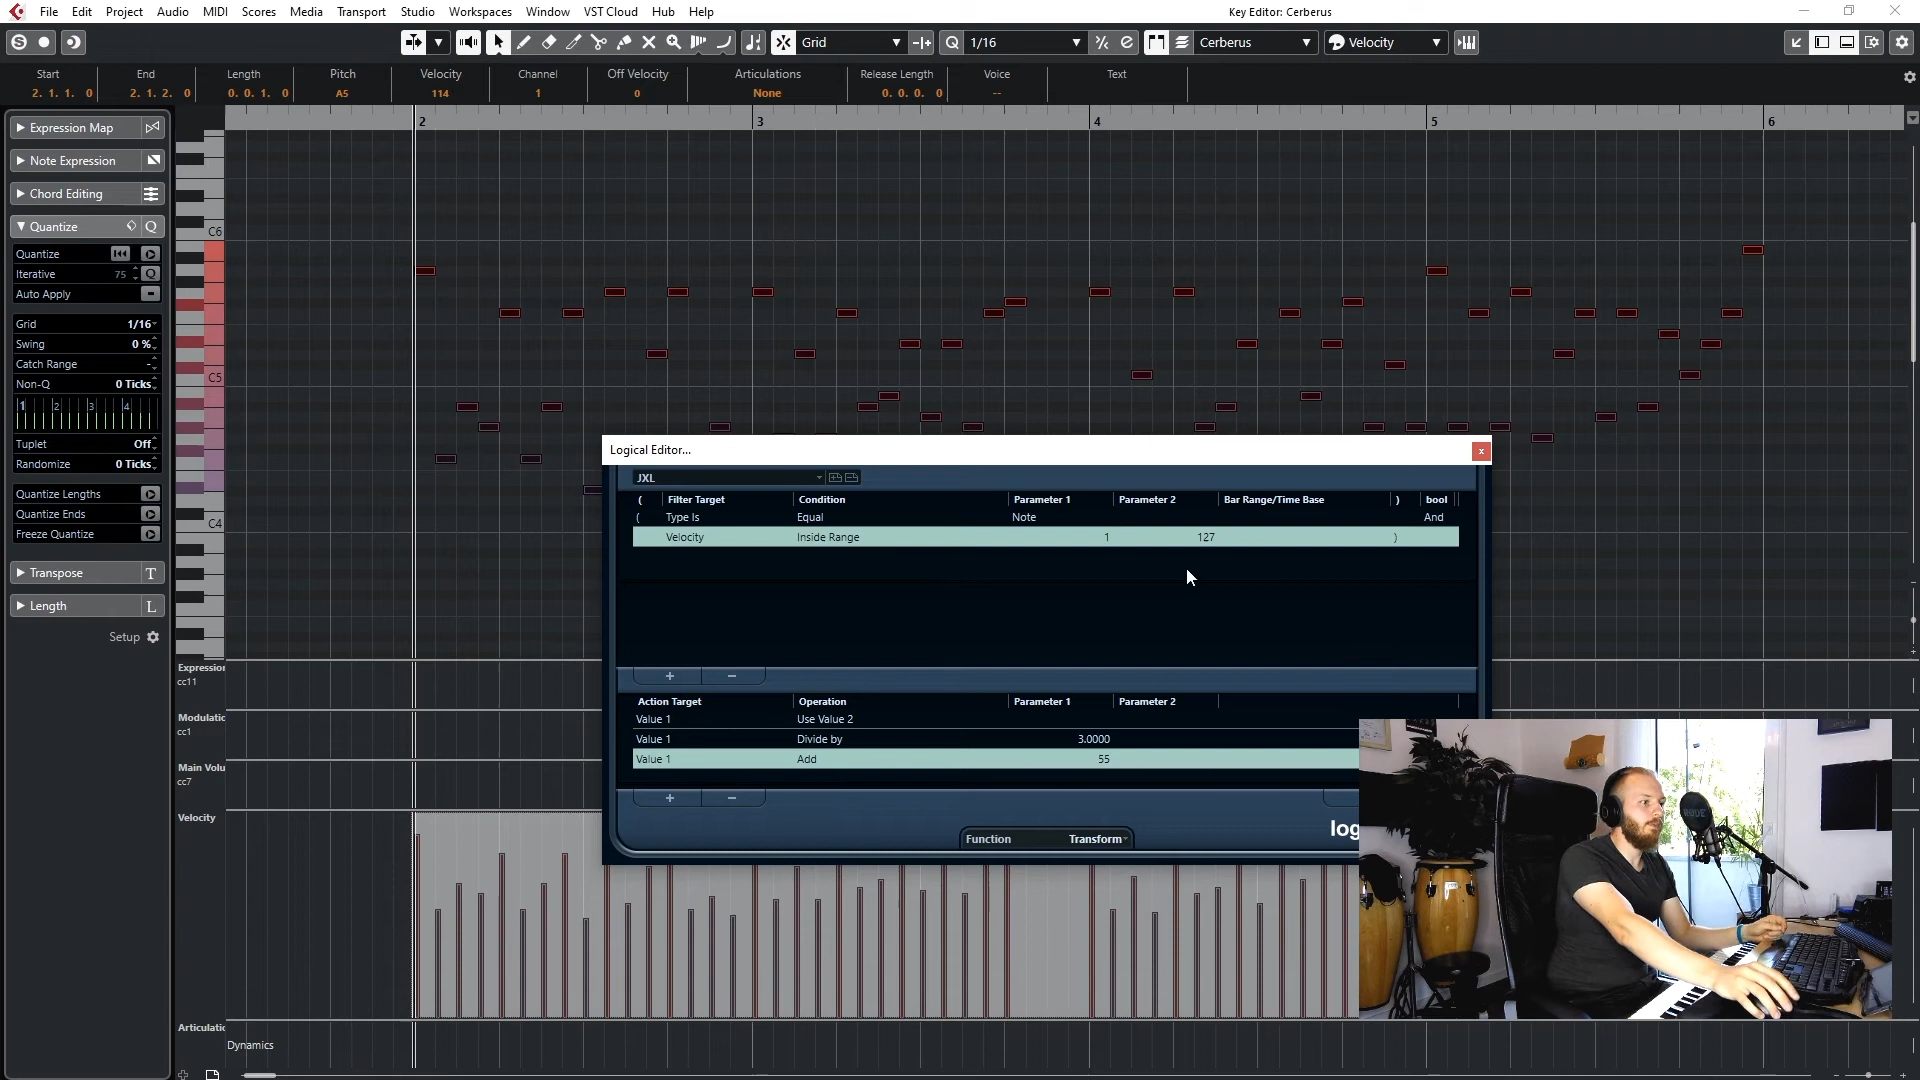 File Edit Project Audio MIDI Scores Media Transport Studio Workspaces Window VST Cloud Hub Help
Key Editor: Cerberus
Grid
1/16
Cerberus
Velocity
Start End Length Pitch Velocity Channel Off Velocity Articulations Release Length Voice Text
2. 1. 1. 0 2. 1. 2. 0 0. 0. 1. 0 A5 114 1 0 None 0. 0. 0. 0 --
2 3 4 5 6
Expression Map
Note Expression
Chord Editing
Quantize
Quantize
Iterative 75
Auto Apply
Grid 1/16
Swing 0 %
Catch Range -
Non-Q 0 Ticks
1 2 3 4
Tuplet Off
Randomize 0 Ticks
Quantize Lengths
Quantize Ends
Freeze Quantize
Transpose
Length
Setup
C6
C5
C4
Logical Editor...
JXL
( Filter Target Condition Parameter 1 Parameter 2 Bar Range/Time Base ) bool
( Type Is Equal Note And
Velocity Inside Range 1 127 )
+ −
Action Target Operation Parameter 1 Parameter 2
Value 1 Use Value 2
Value 1 Divide by 3.0000
Value 1 Add 55
+ −
log
Function Transform
Expression
cc11
Modulatic
cc1
Main Volu
cc7
Velocity
Articulatic
Dynamics
RODE